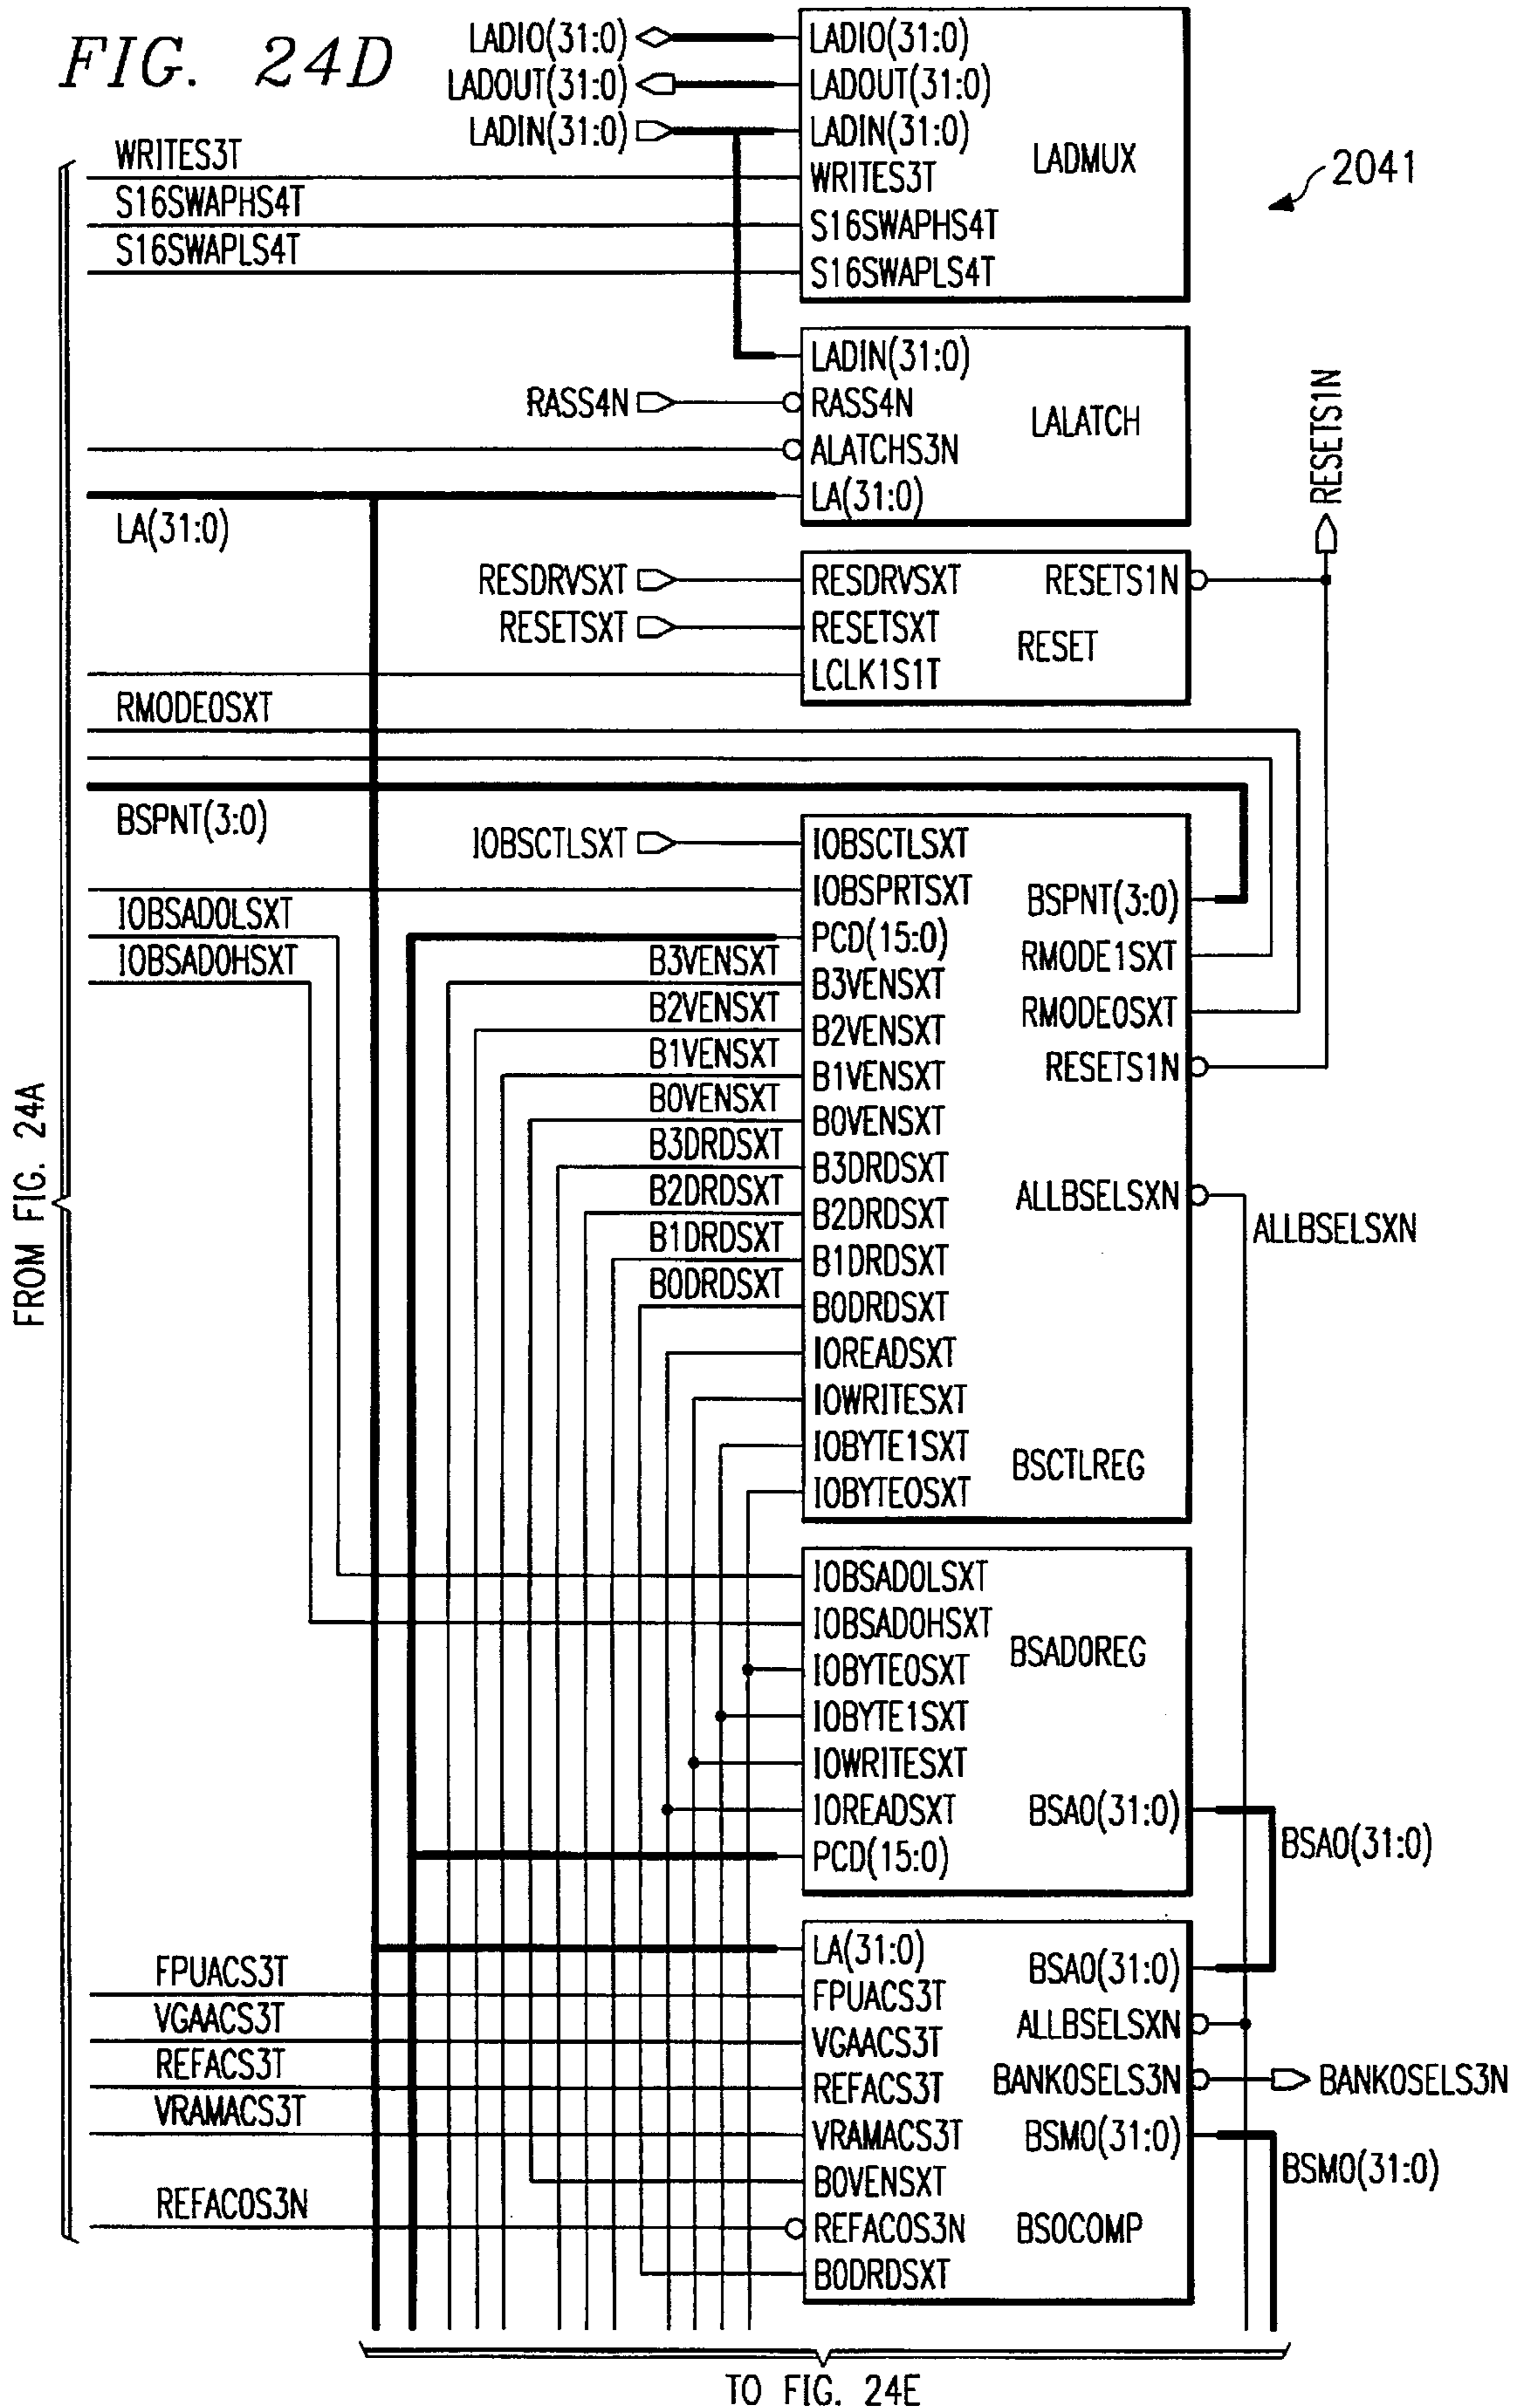 FIG. 24D
LADIO(31:0)
LADIO(31:0)
LADOUT(31:0)
LADOUT(31:0)
LADIN(31:0)
LADIN(31:0)
LADMUX
2041
WRITES3T
WRITES3T
S16SWAPHS4T
S16SWAPHS4T
S16SWAPLS4T
S16SWAPLS4T
LADIN(31:0)
RASS4N
RASS4N
LALATCH
ALATCHS3N
LA(31:0)
LA(31:0)
RESETS1N
RESDRVSXT
RESDRVSXT
RESETS1N
RESETSXT
RESETSXT
RESET
LCLK1S1T
RMODE0SXT
BSPNT(3:0)
IOBSCTLSXT
IOBSCTLSXT
IOBSPRTSXT
BSPNT(3:0)
IOBSAD0LSXT
PCD(15:0)
RMODE1SXT
IOBSAD0HSXT
B3VENSXT
B3VENSXT
RMODE0SXT
B2VENSXT
B2VENSXT
B1VENSXT
B1VENSXT
RESETS1N
B0VENSXT
B0VENSXT
B3DRDSXT
B3DRDSXT
B2DRDSXT
B2DRDSXT
ALLBSELSXN
ALLBSELSXN
B1DRDSXT
B1DRDSXT
B0DRDSXT
B0DRDSXT
IOREADSXT
IOWRITESXT
IOBYTE1SXT
BSCTLREG
IOBYTE0SXT
FROM FIG. 24A
IOBSAD0LSXT
IOBSAD0HSXT
BSAD0REG
IOBYTE0SXT
IOBYTE1SXT
IOWRITESXT
IOREADSXT
BSA0(31:0)
BSA0(31:0)
PCD(15:0)
LA(31:0)
BSA0(31:0)
FPUACS3T
FPUACS3T
ALLBSELSXN
VGAACS3T
VGAACS3T
REFACS3T
REFACS3T
BANK0SELS3N
BANK0SELS3N
VRAMACS3T
VRAMACS3T
BSM0(31:0)
BSM0(31:0)
B0VENSXT
REFACOS3N
REFACOS3N
BS0COMP
B0DRDSXT
TO FIG. 24E